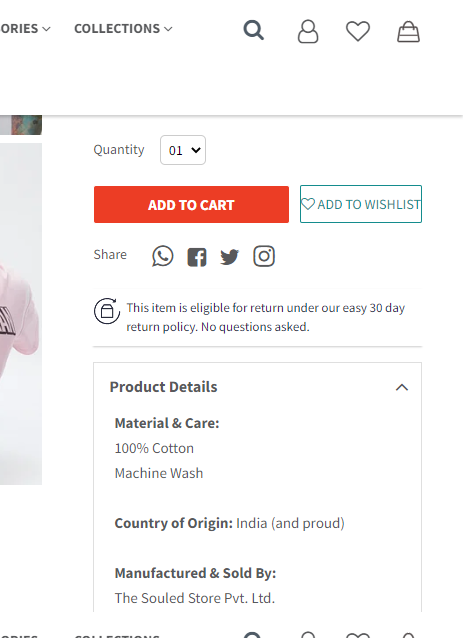 ORIES COLLECTIONS
Quantity 01
ADD TO CART ADD TO WISHLIST
Share
This item is eligible for return under our easy 30 day
return policy. No questions asked.
Product Details
Material & Care:
100% Cotton
Machine Wash
Country of Origin: India (and proud)
Manufactured & Sold By:
The Souled Store Pvt. Ltd.
ORIES COLLECTIONS